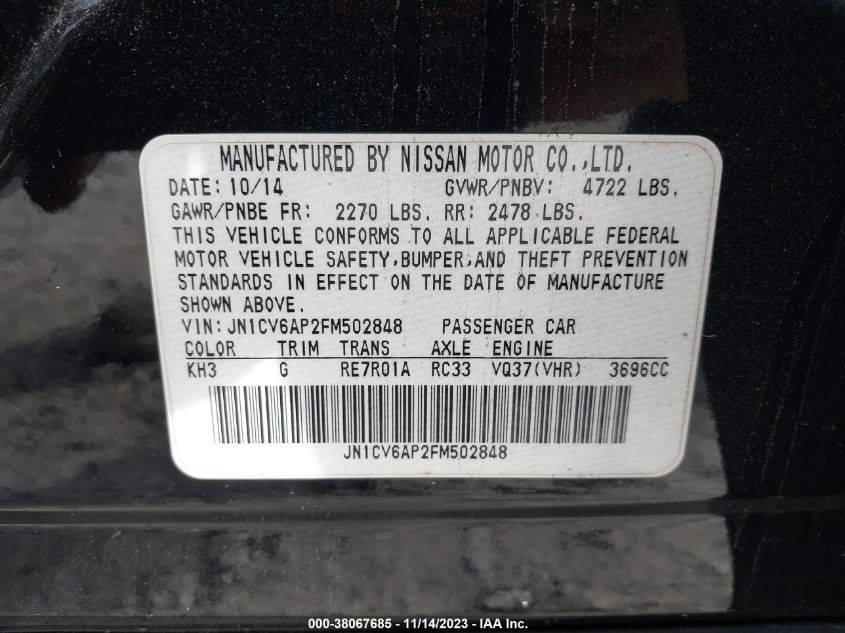 MANUFACTURED BY NISSAN MOTOR CO.,LTD.
DATE: 10/14 GVWR/PNBV: 4722 LBS.
GAWR/PNBE FR: 2270 LBS. RR: 2478 LBS.
THIS VEHICLE CONFORMS TO ALL APPLICABLE FEDERAL
MOTOR VEHICLE SAFETY,BUMPER,AND THEFT PREVENTION
STANDARDS IN EFFECT ON THE DATE OF MANUFACTURE
SHOWN ABOVE.
VIN:JN1CV6AP2FM502848 PASSENGER CAR
COLOR TRIM TRANS AXLE ENGINE
KH3 G RE7R01A RC33 VQ37(VHR) 3696CC
JN1CV6AP2FM502848
000-38067685 - 11/14/2023 - IAA Inc.